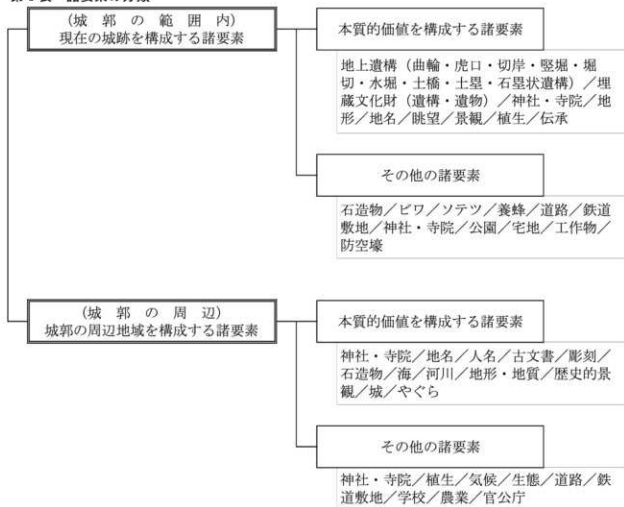 (城郭の範囲内)
現在の城跡を構成する諸要素
本質的価値を構成する諸要素
地上遺構（曲輪・虎口・切岸・竪堀・堀
切・水堀・土橋・土塁・石塁状遺構）／埋
蔵文化財（遺構・遺物）／神社・寺院／地
形／地名／眺望／景観／植生／伝承
その他の諸要素
石造物／ビワ／ソテツ／養蜂／道路／鉄道
敷地／神社・寺院／公園／宅地／工作物／
防空壕
(城郭の周辺)
城郭の周辺地域を構成する諸要素
本質的価値を構成する諸要素
神社・寺院／地名／人名／古文書／彫刻／
石造物／海／河川／地形・地質／歴史的景
観／城／やぐら
その他の諸要素
神社・寺院／植生／気候／生態／道路／鉄
道敷地／学校／農業／官公庁